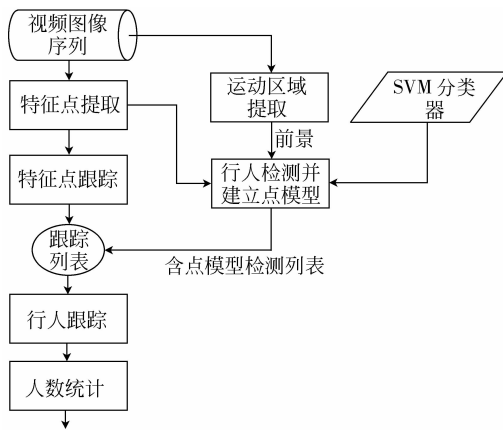 视频图像
序列
特征点提取
运动区域
提取
SVM 分类
器
前景
特征点跟踪
行人检测并
建立点模型
跟踪
列表
含点模型检测列表
行人跟踪
人数统计